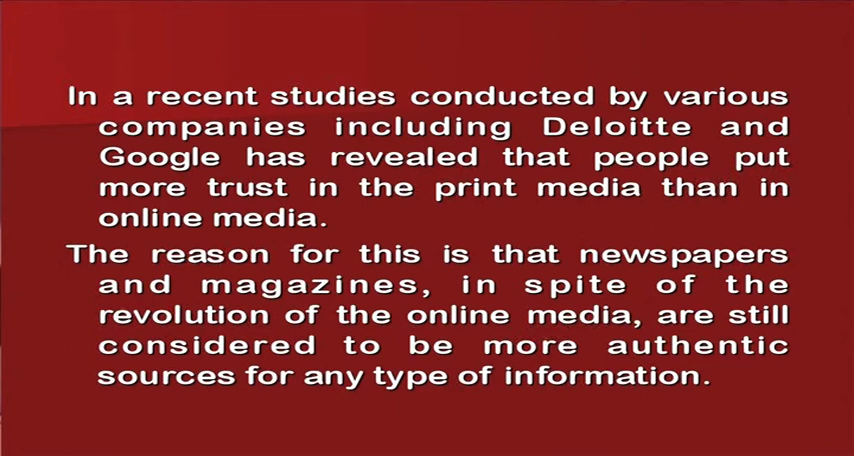 In a recent studies conducted by various
companies including Deloitte and
Google has revealed that people put
more trust in the print media than in
online media.
The reason for this is that newspapers
and magazines, in spite of the
revolution of the online media, are still
considered to be more authentic
sources for any type of information.